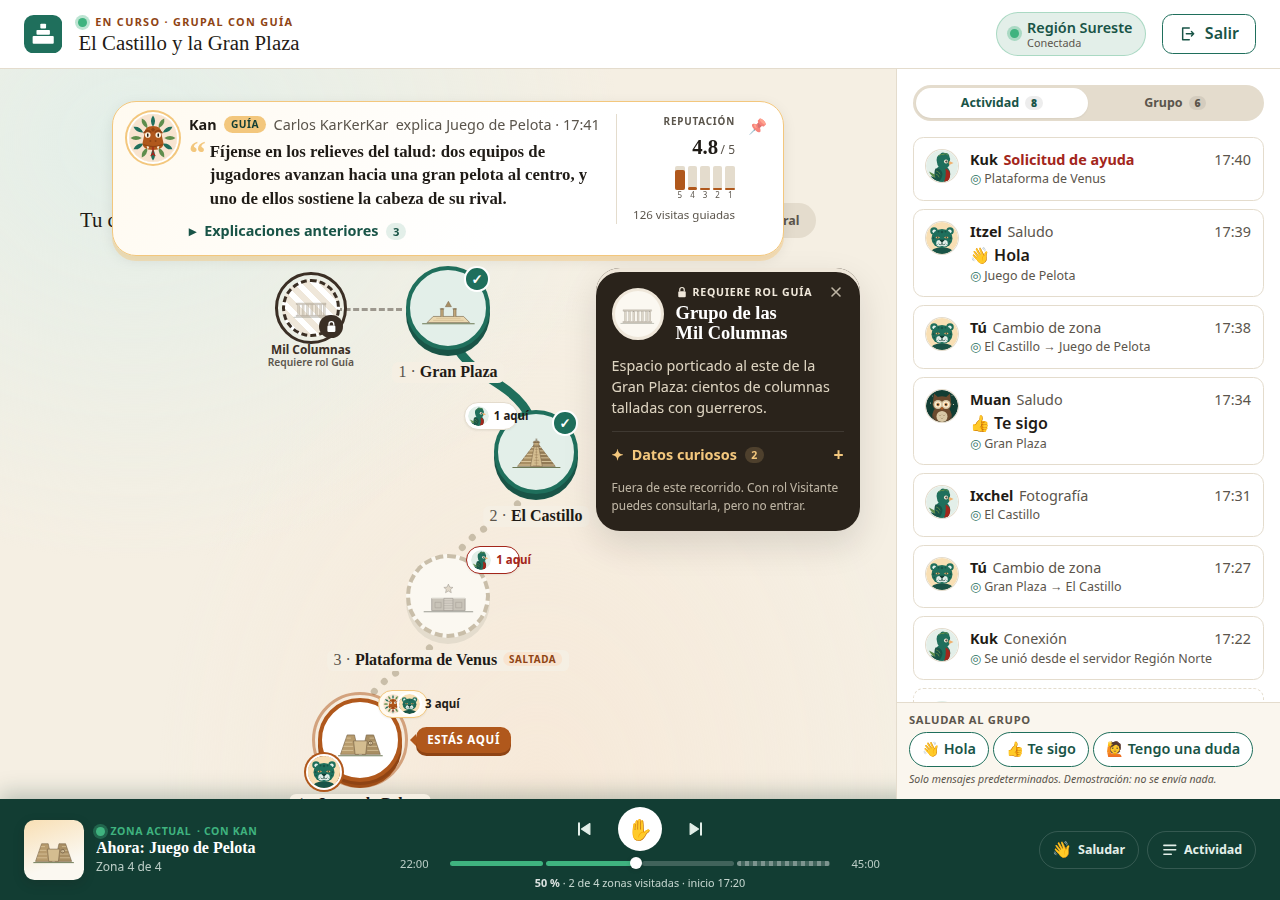 EN CURSO · GRUPAL CON GUÍA
El Castillo y la Gran Plaza
Región Sureste
Conectada
Salir
Kan GUÍA Carlos KarKerKar explica Juego de Pelota · 17:41
“ Fíjense en los relieves del talud: dos equipos de
jugadores avanzan hacia una gran pelota al centro, y
uno de ellos sostiene la cabeza de su rival.
▸ Explicaciones anteriores 3
REPUTACIÓN
4.8 / 5
5 4 3 2 1
126 visitas guiadas
Tu
Mil Columnas
Requiere rol Guía
1 · Gran Plaza
1 aquí
2 · El Castillo
1 aquí
3 · Plataforma de Venus SALTADA
3 aquí
ESTÁS AQUÍ
REQUIERE ROL GUÍA
Grupo de las
Mil Columnas
Espacio porticado al este de la
Gran Plaza: cientos de columnas
talladas con guerreros.
Datos curiosos 2 +
Fuera de este recorrido. Con rol Visitante
puedes consultarla, pero no entrar.
Actividad 8
Grupo 6
Kuk Solicitud de ayuda 17:40
◎ Plataforma de Venus
Itzel Saludo 17:39
👋 Hola
◎ Juego de Pelota
Tú Cambio de zona 17:38
◎ El Castillo → Juego de Pelota
Muan Saludo 17:34
👍 Te sigo
◎ Gran Plaza
Ixchel Fotografía 17:31
◎ El Castillo
Tú Cambio de zona 17:27
◎ Gran Plaza → El Castillo
Kuk Conexión 17:22
◎ Se unió desde el servidor Región Norte
SALUDAR AL GRUPO
👋 Hola
👍 Te sigo
🙋 Tengo una duda
Solo mensajes predeterminados. Demostración: no se envía nada.
ZONA ACTUAL · CON KAN
Ahora: Juego de Pelota
Zona 4 de 4
22:00
45:00
50 % · 2 de 4 zonas visitadas · inicio 17:20
👋 Saludar
Actividad